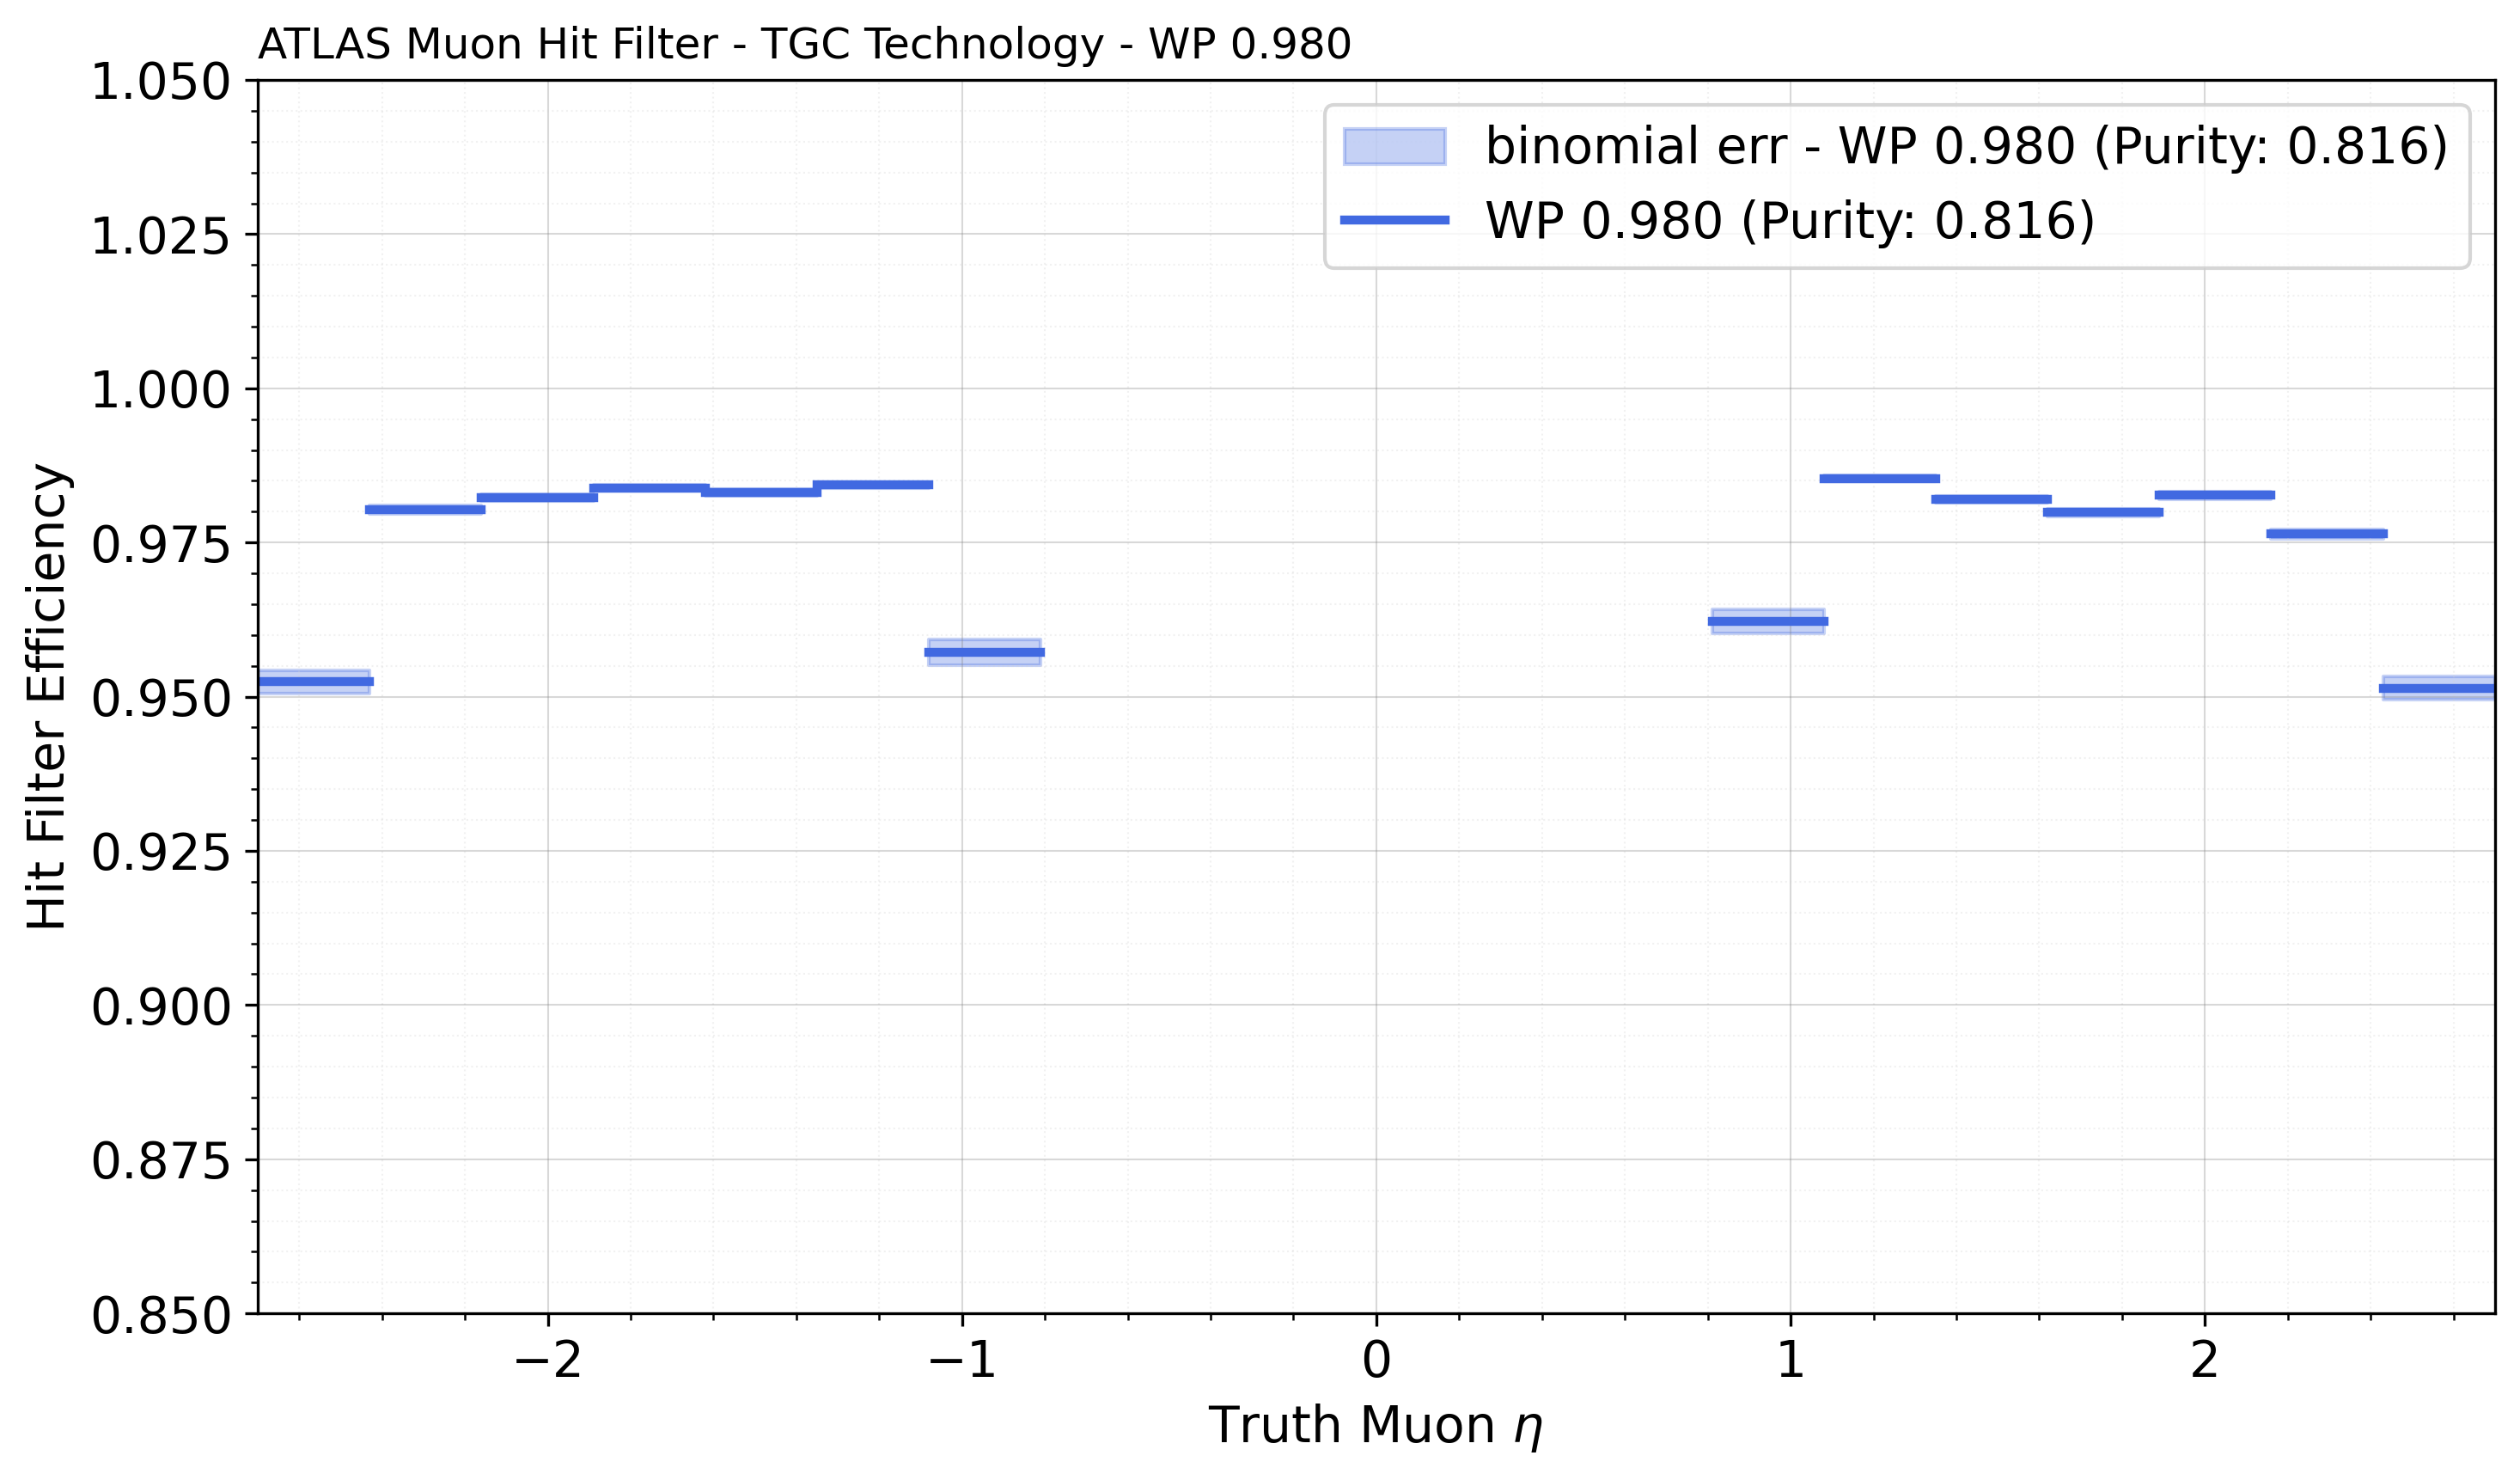 ATLAS Muon Hit Filter - TGC Technology - WP 0.980
binomial err - WP 0.980 (Purity: 0.816)
WP 0.980 (Purity: 0.816)
Hit Filter Efficiency
1.050
1.025
1.000
0.975
0.950
0.925
0.900
0.875
0.850
−2
−1
0
1
2
Truth Muon η